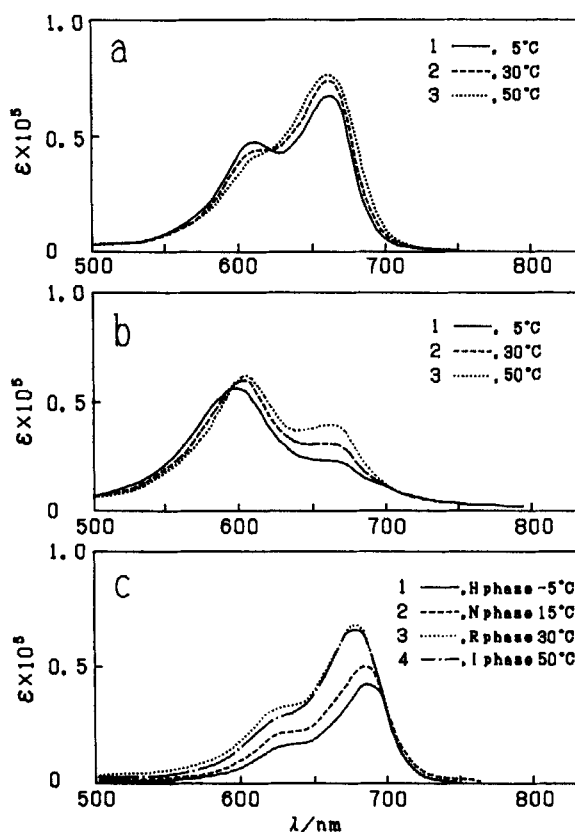 1.0
a
1 —, 5°C
2 ----, 30°C
3 ......, 50°C
ε×10⁵
0.5
0
500 600 700 800
1.0
b
1 —, 5°C
2 ----, 30°C
3 ......, 50°C
ε×10⁵
0.5
0
500 600 700 800
1.0
C
1 —, H phase -5°C
2 ----, N phase 15°C
3 ......, R phase 30°C
4 —·—, I phase 50°C
ε×10⁵
0.5
0
500 600 700 800
λ/nm